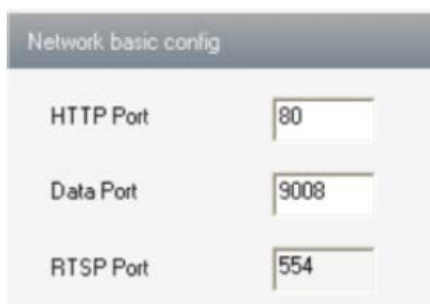 Network basic config
HTTP Port 80
Data Port 9008
RTSP Port 554